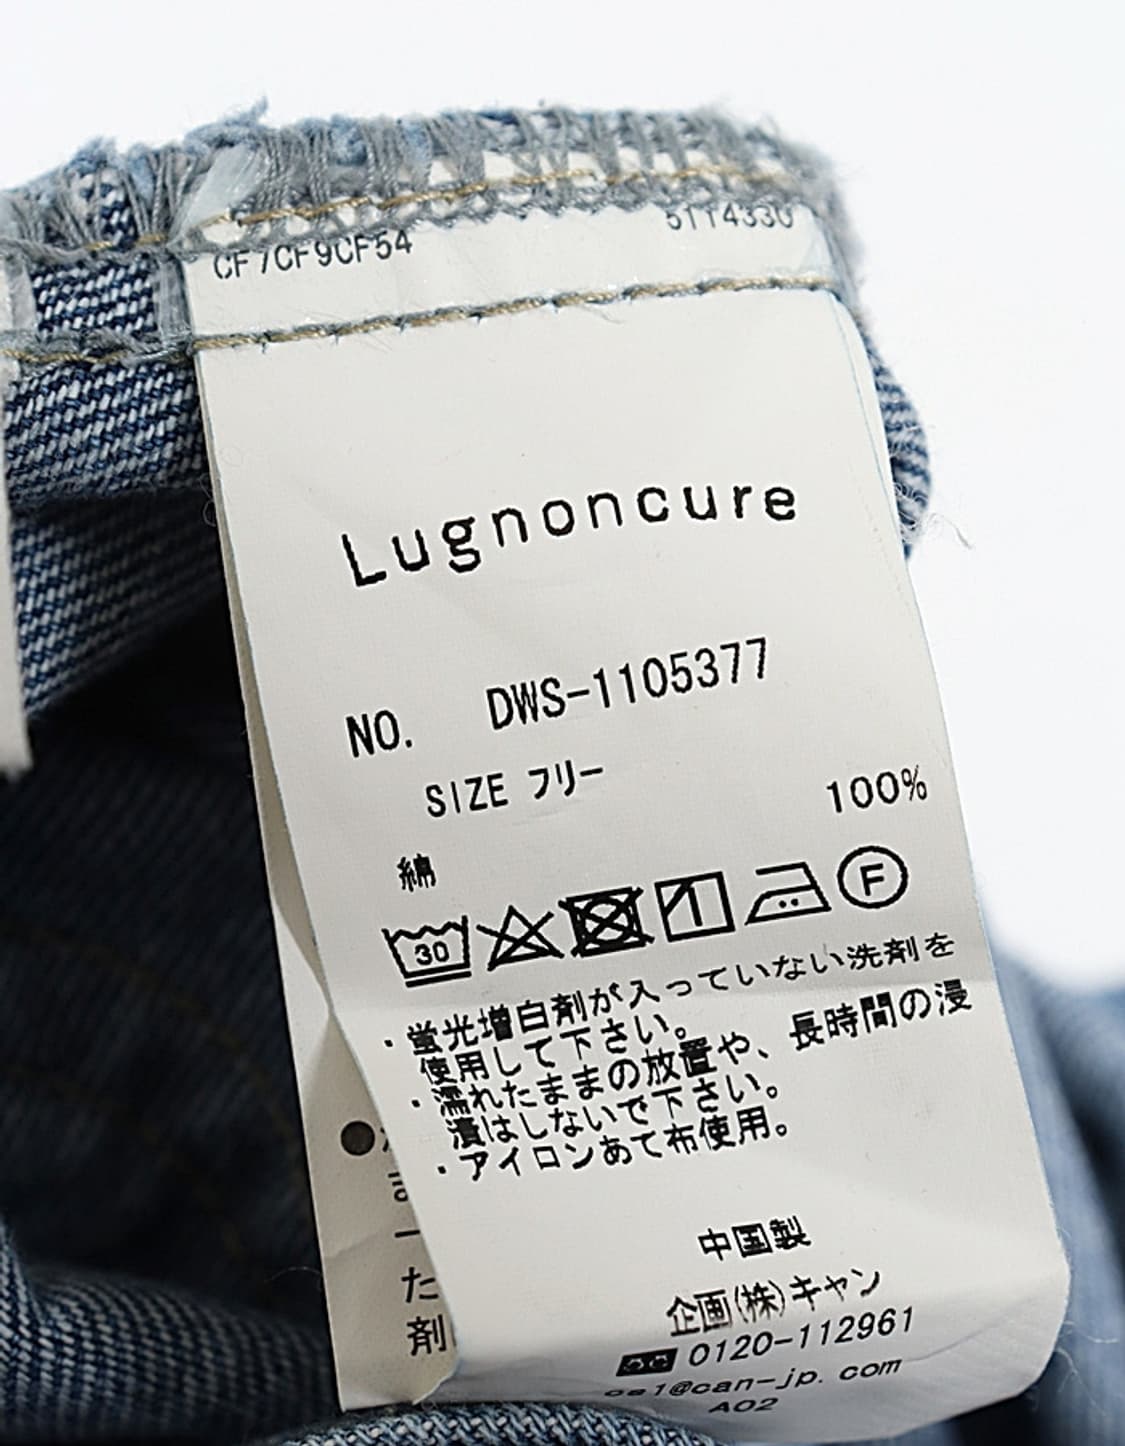 CF7CF9CF54
5114330
Lugnoncure
NO. DWS-1105377
SIZE フリー
綿 100%
30
F
・蛍光増白剤が入っていない洗剤を
使用して下さい。
・濡れたままの放置や、長時間の浸
漬はしないで下さい。
・アイロンあて布使用。
中国製
企画(株)キャン
0120-112961
@can-jp.com
A02
ま
ー
た
剤